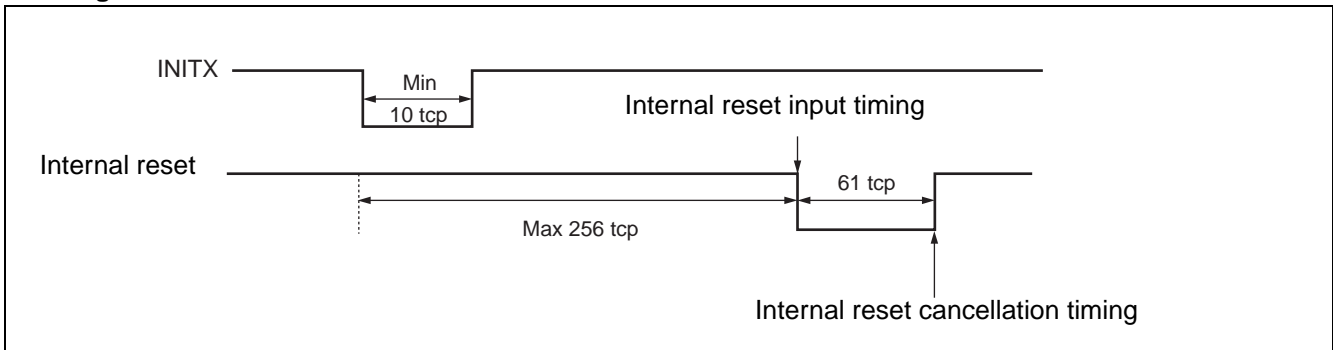 INITX
Min
10 tcp
Internal reset input timing
Internal reset
61 tcp
Max 256 tcp
Internal reset cancellation timing